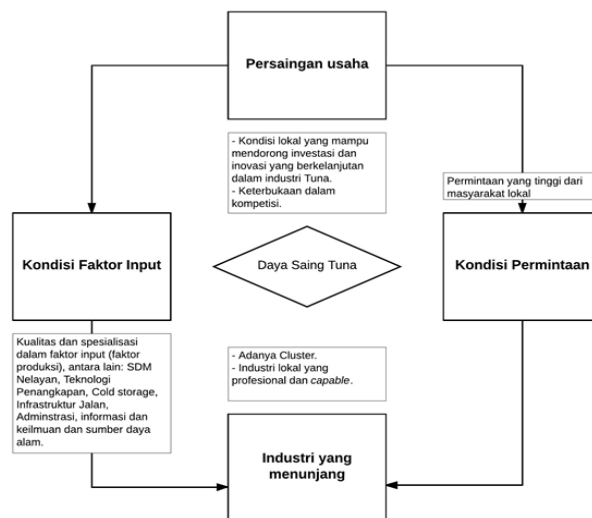 Persaingan usaha
- Kondisi lokal yang mampu
mendorong investasi dan
inovasi yang berkelanjutan
dalam industri Tuna.
- Keterbukaan dalam
kompetisi.
Permintaan yang tinggi dari
masyarakat lokal
Kondisi Faktor Input
Daya Saing Tuna
Kondisi Permintaan
Kualitas dan spesialisasi
dalam faktor input (faktor
produksi), antara lain: SDM
Nelayan, Teknologi
Penangkapan, Cold storage,
Infrastruktur Jalan,
Adminstrasi, informasi dan
keilmuan dan sumber daya
alam.
- Adanya Cluster.
- Industri lokal yang
profesional dan capable.
Industri yang
menunjang